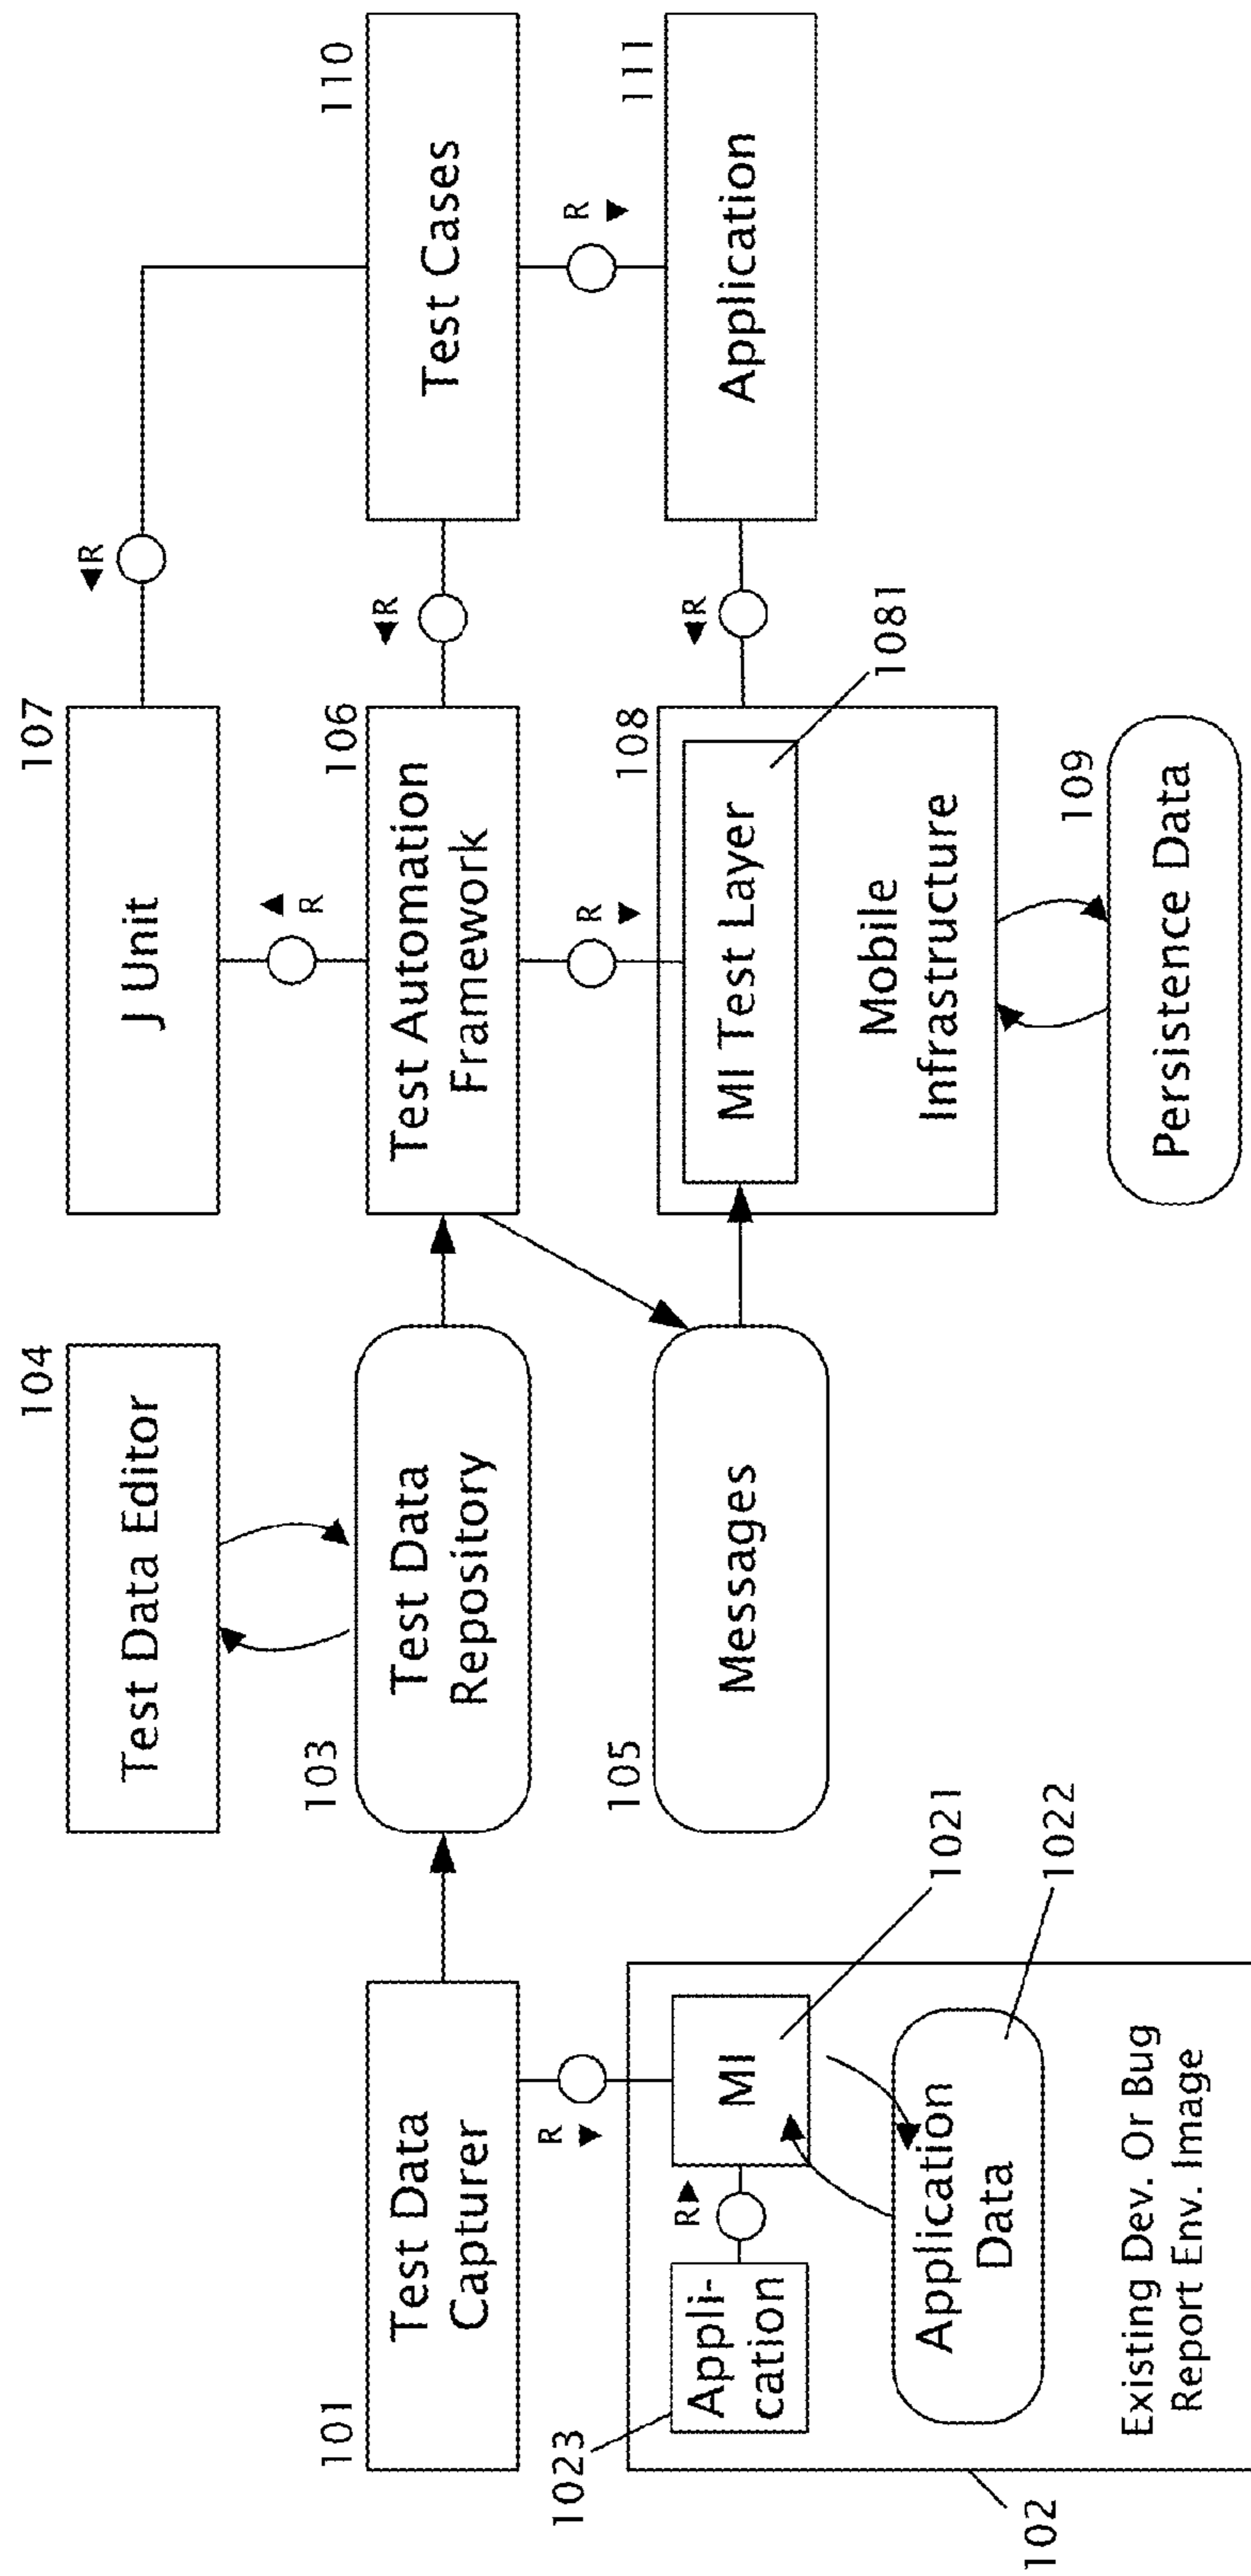 101
Test Data
Capturer
R
1023
Appli-
cation
R
MI
1021
Application
Data
1022
Existing Dev. Or Bug
Report Env. Image
102
104
Test Data Editor
103
Test Data
Repository
105
Messages
107
J Unit
R
106
Test Automation
Framework
R
108
MI Test Layer
1081
Mobile
Infrastructure
109
Persistence Data
R
R
R
110
Test Cases
R
111
Application